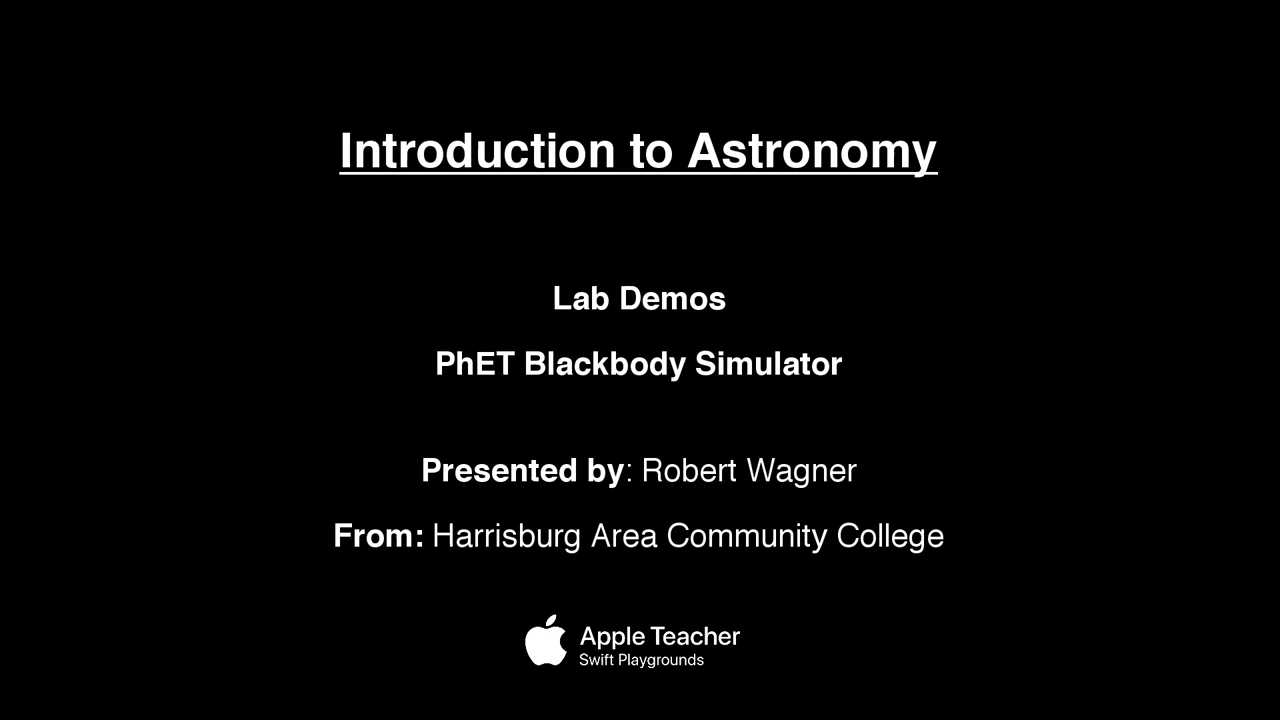 Introduction to Astronomy
Lab Demos
PhET Blackbody Simulator
Presented by: Robert Wagner
From: Harrisburg Area Community College
Apple Teacher
Swift Playgrounds